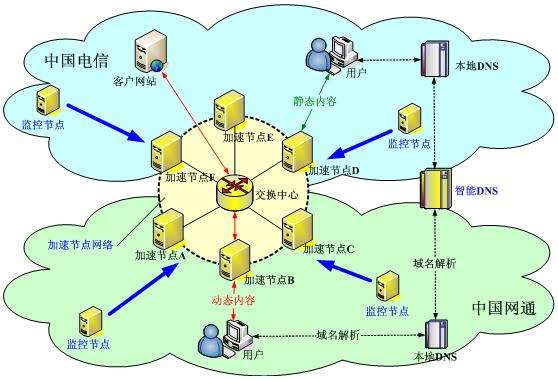 中国电信
客户网站
用户
本地DNS
监控节点
加速节点E
静态内容
监控节点
加速节点F
加速节点D
交换中心
智能DNS
加速节点网络
加速节点A
加速节点C
域名解析
加速节点B
动态内容
监控节点
中国网通
监控节点
域名解析
用户
本地DNS